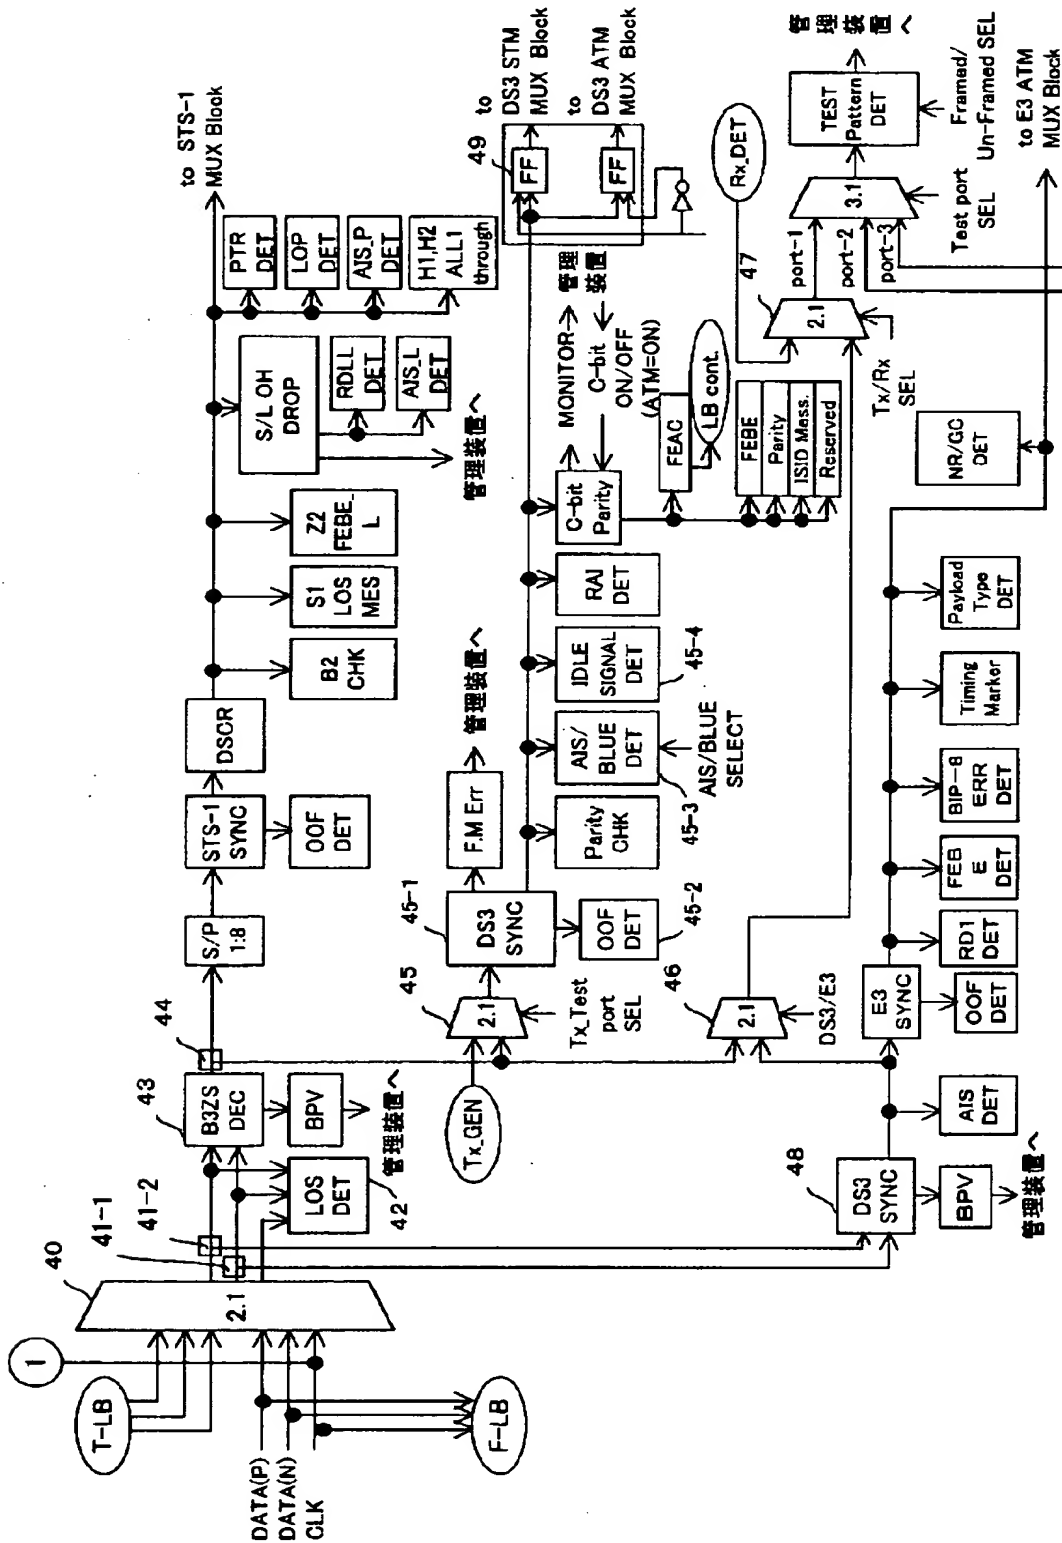 1
T-LB
DATA(P)
DATA(N)
CLK
F-LB
40
2.1
41-1
41-2
LOS
DET
42
43
B3ZS
DEC
BPV
管理装置へ
44
S/P
1:8
STS-1
SYNC
OOF
DET
DSCR
B2
CHK
S1
LOS
MES
Z2
FEBE_
L
S/L OH
DROP
管理装置へ
RDLL
DET
AIS_L
DET
PTR
DET
LOP
DET
AIS_P
DET
H1,H2
ALL1
through
to STS-1
MUX Block
Tx_GEN
45
2.1
Tx_Test
port
SEL
45-1
DS3
SYNC
F.M Err
管理装置へ
OOF
DET
45-2
Parity
CHK
AIS/
BLUE
DET
45-3
AIS/BLUE
SELECT
IDLE
SIGNAL
DET
45-4
RAI
DET
C-bit
Parity
MONITOR
管理
装置
C-bit
ON/OFF
(ATM=ON)
FEAC
LB cont.
FEBE
Parity
ISID Mess.
Reserved
49
FF
FF
to
DS3 STM
MUX Block
to
DS3 ATM
MUX Block
46
2.1
DS3/E3
Rx_DET
47
2.1
Tx/Rx
SEL
port-1
port-2
port-3
3.1
Test port
SEL
TEST
Pattern
DET
Framed/
Un-Framed SEL
管理装置へ
48
DS3
SYNC
BPV
管理装置へ
AIS
DET
E3
SYNC
OOF
DET
RD1
DET
FEB
E
DET
BIP-8
ERR
DET
Timing
Marker
Payload
Type
DET
NR/GC
DET
to E3 ATM
MUX Block